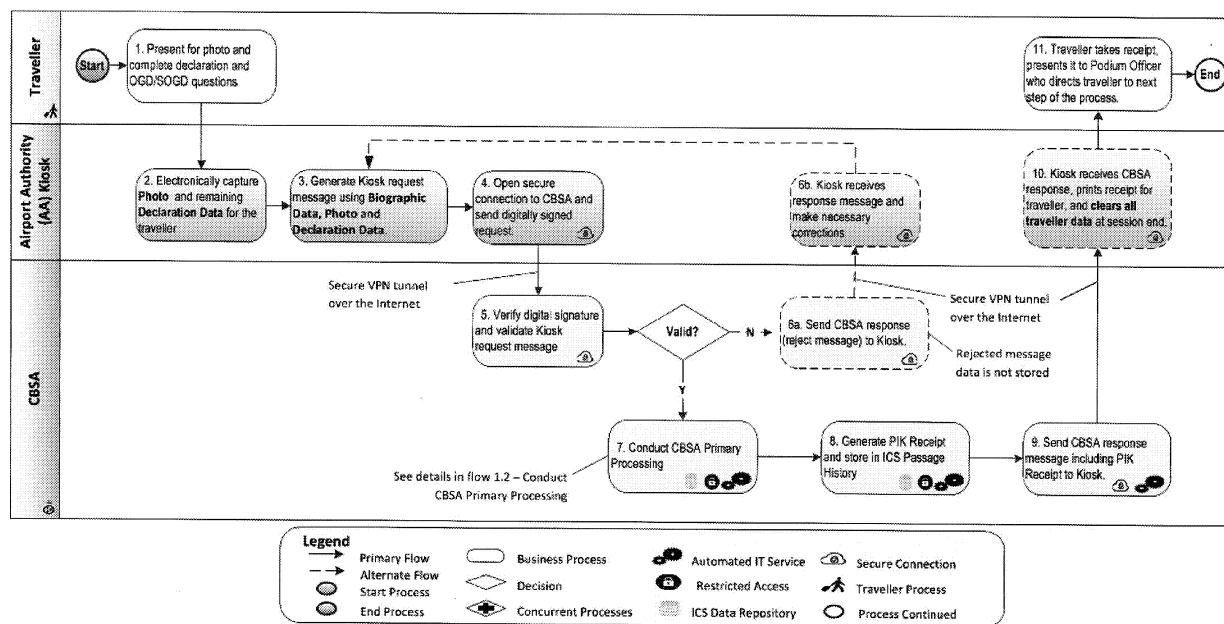 Traveller
Start
1. Present for photo and
complete declaration and
OGD/SOGD questions
11. Traveller takes receipt,
presents it to Podium Officer
who directs traveller to next
step of the process.
End
Airport Authority
(AA) Kiosk
2. Electronically capture
Photo and remaining
Declaration Data for the
traveller
3. Generate Kiosk request
message using Biographic
Data, Photo and
Declaration Data.
4. Open secure
connection to CBSA and
send digitally signed
request.
6b. Kiosk receives
response message and
make necessary
corrections
10. Kiosk receives CBSA
response, prints receipt for
traveller, and clears all
traveller data at session end.
CBSA
Secure VPN tunnel
over the Internet
5. Verify digital signature
and validate Kiosk
request message
Valid?
N
6a. Send CBSA response
(reject message) to Kiosk.
Secure VPN tunnel
over the Internet
Rejected message
data is not stored
Y
7. Conduct CBSA Primary
Processing
See details in flow 1.2 – Conduct
CBSA Primary Processing
8. Generate PIK Receipt
and store in ICS Passage
History
9. Send CBSA response
message including PIK
Receipt to Kiosk.
Legend
Primary Flow
Alternate Flow
Start Process
End Process
Business Process
Decision
Concurrent Processes
Automated IT Service
Restricted Access
ICS Data Repository
Secure Connection
Traveller Process
Process Continued